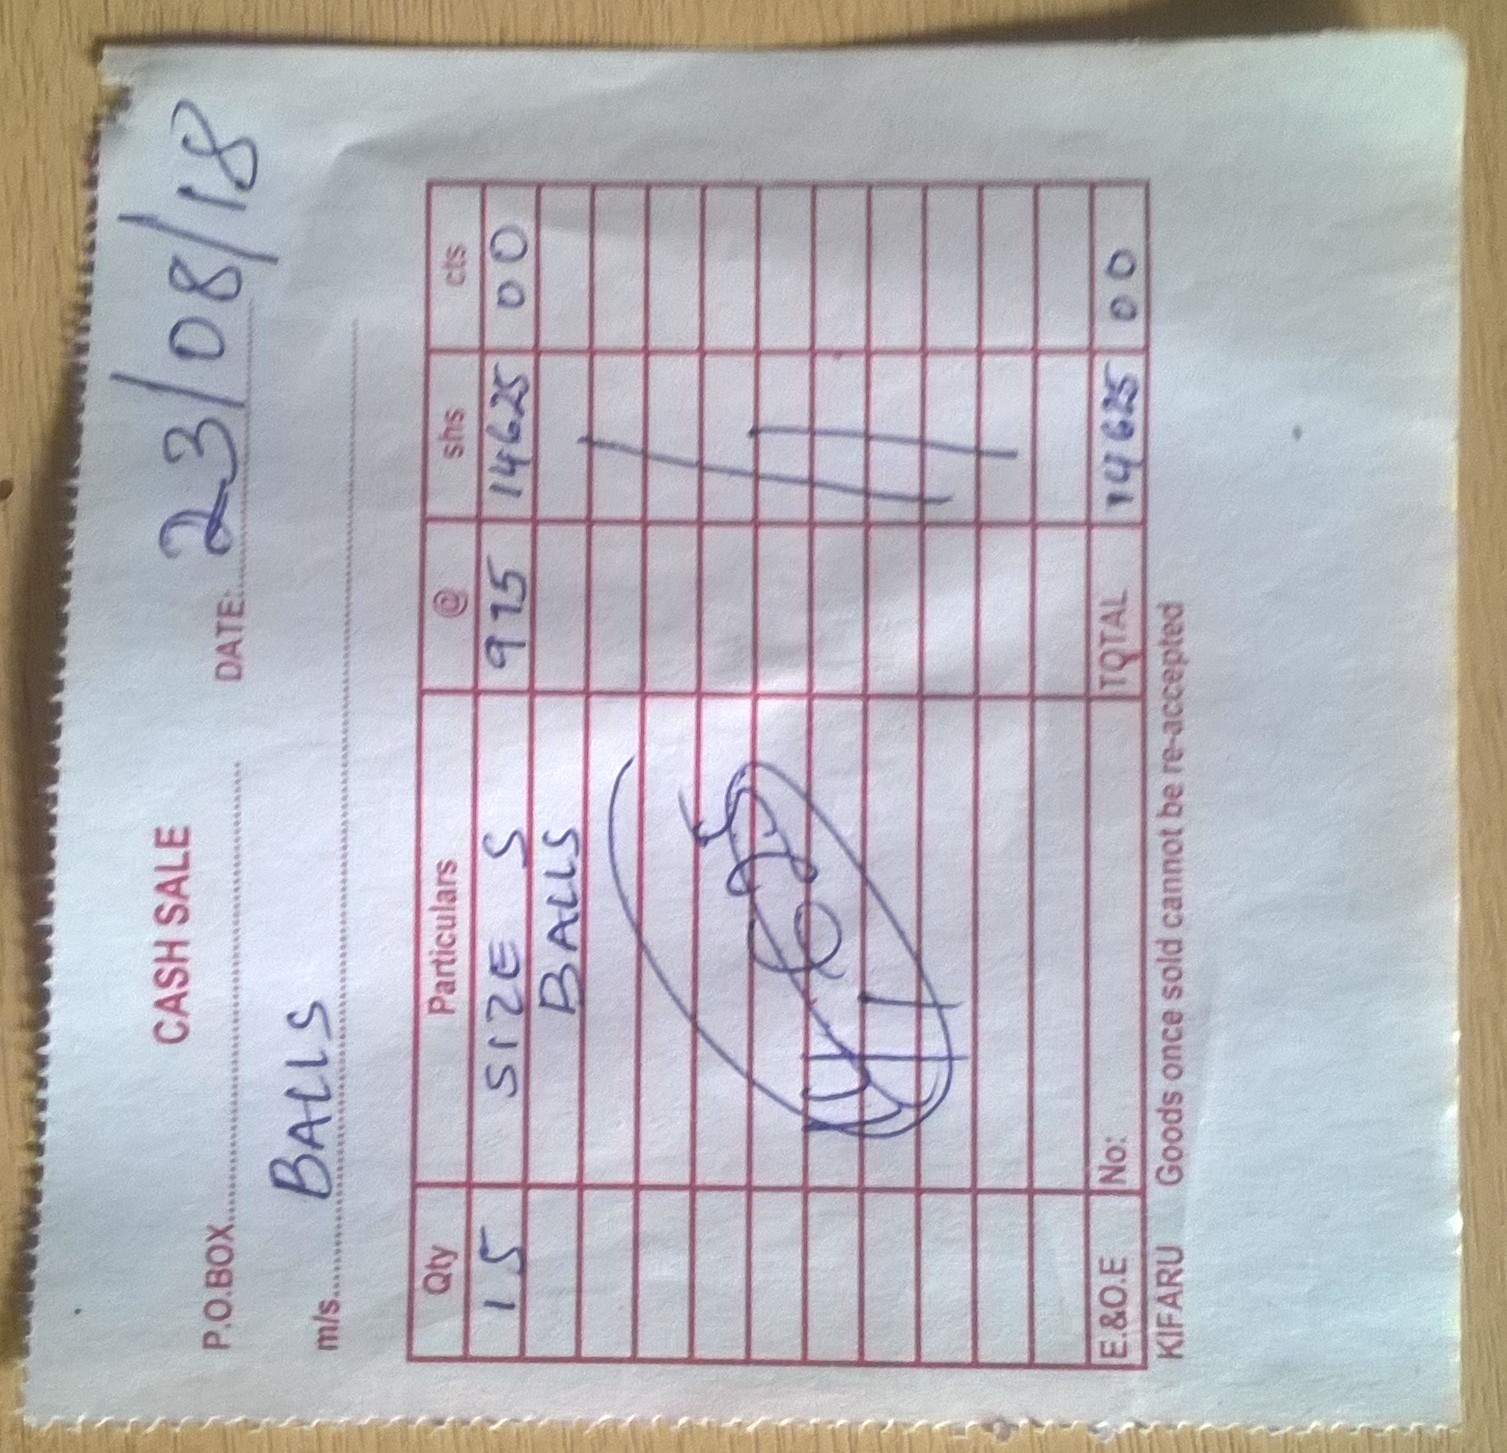 CASH SALE
P.O.BOX............................ DATE: 23/08/18
m/s. BALLS
Qty Particulars @ shs cts
15 SIZE 5 975 14625 00
BALLS
E.&O.E No: TOTAL 14625 00
KIFARU Goods once sold cannot be re-accepted